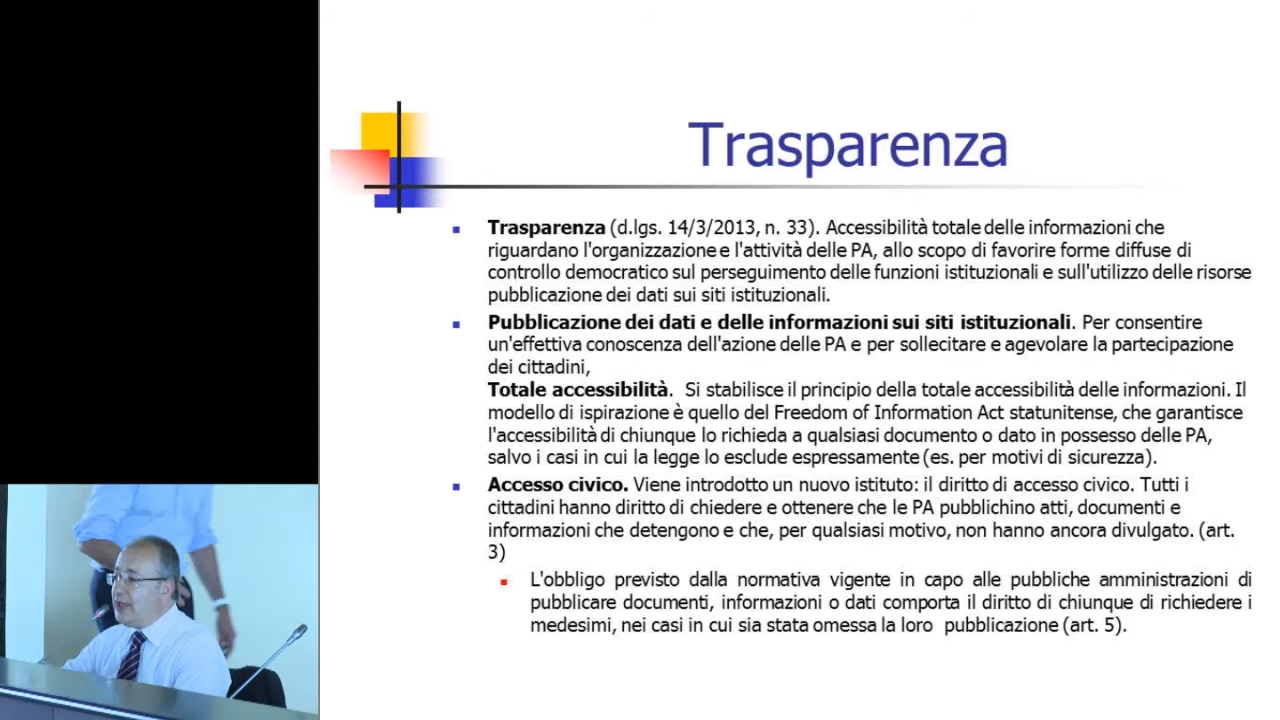 Trasparenza
Trasparenza (d.lgs. 14/3/2013, n. 33). Accessibilità totale delle informazioni che
riguardano l'organizzazione e l'attività delle PA, allo scopo di favorire forme diffuse di
controllo democratico sul perseguimento delle funzioni istituzionali e sull'utilizzo delle risorse
pubblicazione dei dati sui siti istituzionali.
Pubblicazione dei dati e delle informazioni sui siti istituzionali. Per consentire
un'effettiva conoscenza dell'azione delle PA e per sollecitare e agevolare la partecipazione
dei cittadini,
Totale accessibilità. Si stabilisce il principio della totale accessibilità delle informazioni. Il
modello di ispirazione è quello del Freedom of Information Act statunitense, che garantisce
l'accessibilità di chiunque lo richieda a qualsiasi documento o dato in possesso delle PA,
salvo i casi in cui la legge lo esclude espressamente (es. per motivi di sicurezza).
Accesso civico. Viene introdotto un nuovo istituto: il diritto di accesso civico. Tutti i
cittadini hanno diritto di chiedere e ottenere che le PA pubblichino atti, documenti e
informazioni che detengono e che, per qualsiasi motivo, non hanno ancora divulgato. (art.
3)
L'obbligo previsto dalla normativa vigente in capo alle pubbliche amministrazioni di
pubblicare documenti, informazioni o dati comporta il diritto di chiunque di richiedere i
medesimi, nei casi in cui sia stata omessa la loro pubblicazione (art. 5).